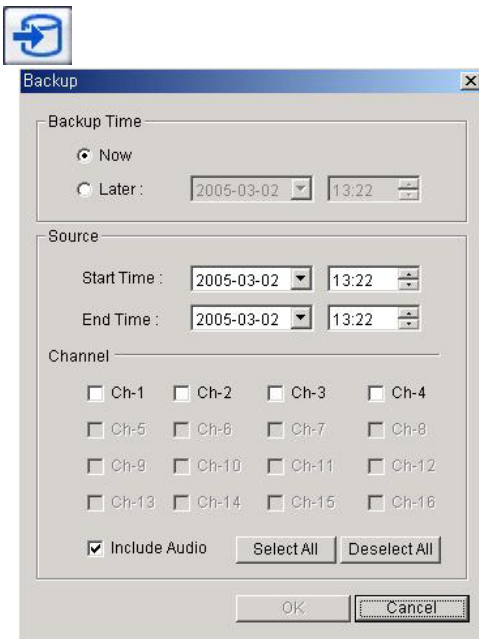 Backup
Backup Time
Now
Later : 2005-03-02 13:22
Source
Start Time : 2005-03-02 13:22
End Time : 2005-03-02 13:22
Channel
Ch-1 Ch-2 Ch-3 Ch-4
Ch-5 Ch-6 Ch-7 Ch-8
Ch-9 Ch-10 Ch-11 Ch-12
Ch-13 Ch-14 Ch-15 Ch-16
Include Audio Select All Deselect All
OK Cancel